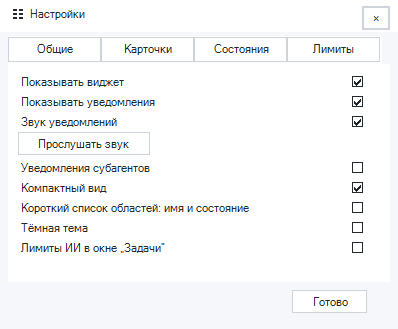 Настройки
×
Общие
Карточки
Состояния
Лимиты
Показывать виджет
Показывать уведомления
Звук уведомлений
Прослушать звук
Уведомления субагентов
Компактный вид
Короткий список областей: имя и состояние
Тёмная тема
Лимиты ИИ в окне „Задачи"
Готово